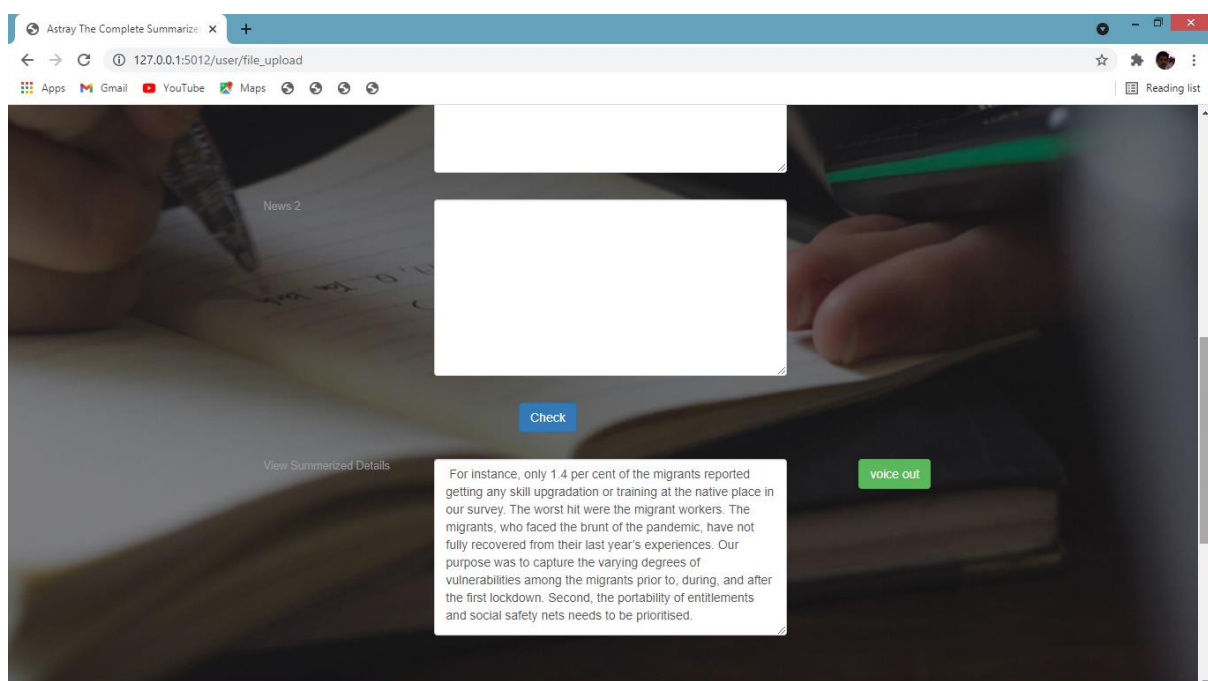 Astray The Complete Summarize
127.0.0.1:5012/user/file_upload
Apps Gmail YouTube Maps Reading list
News 2
Check
View Summerized Details
voice out
For instance, only 1.4 per cent of the migrants reported
getting any skill upgradation or training at the native place in
our survey. The worst hit were the migrant workers. The
migrants, who faced the brunt of the pandemic, have not
fully recovered from their last year's experiences. Our
purpose was to capture the varying degrees of
vulnerabilities among the migrants prior to, during, and after
the first lockdown. Second, the portability of entitlements
and social safety nets needs to be prioritised.